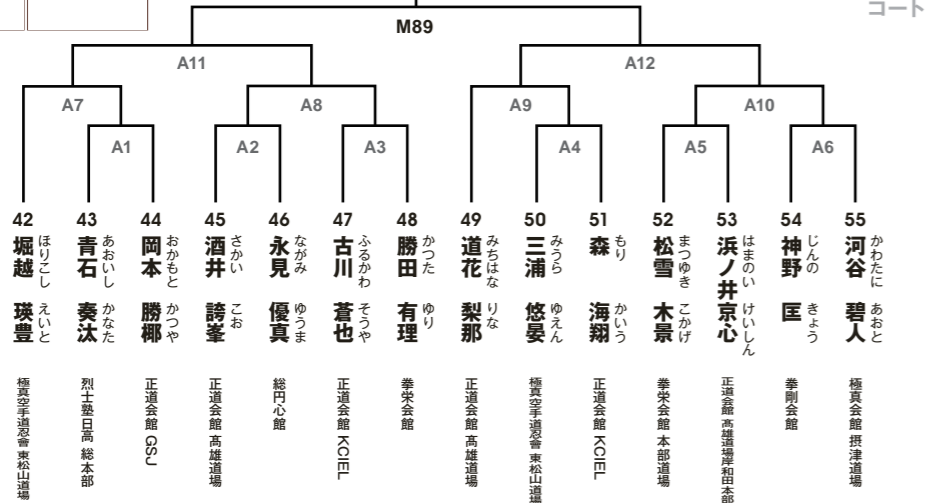 コート
M89
A11
A12
A7
A8
A9
A10
A1
A2
A3
A4
A5
A6
42
堀越 瑛豊
ほりこし えいと
極真空手道忍會 東松山道場
43
青石 奏汰
あおいし かなた
烈士塾日高 総本部
44
岡本 勝椰
おかもと かつや
正道会館 GSJ
45
酒井 誇峯
さかい こお
正道会館 髙雄道場
46
永見 優真
ながみ ゆうま
総円心館
47
古川 蒼也
ふるかわ そうや
正道会館 KCIEL
48
勝田 有理
かつた ゆり
拳栄会館
49
道花 梨那
みちはな りな
正道会館 髙雄道場
50
三浦 悠晏
みうら ゆえん
極真空手道忍會 東松山道場
51
森 海翔
もり かいう
正道会館 KCIEL
52
松雪 木景
まつゆき こかげ
拳栄会館 本部道場
53
浜ノ井京心
はまのい けいしん
正道会館 髙雄道場岸和田本部
54
神野 匡
じんの きょう
拳剛会館
55
河谷 碧人
かわたに あおと
極真会館 摂津道場